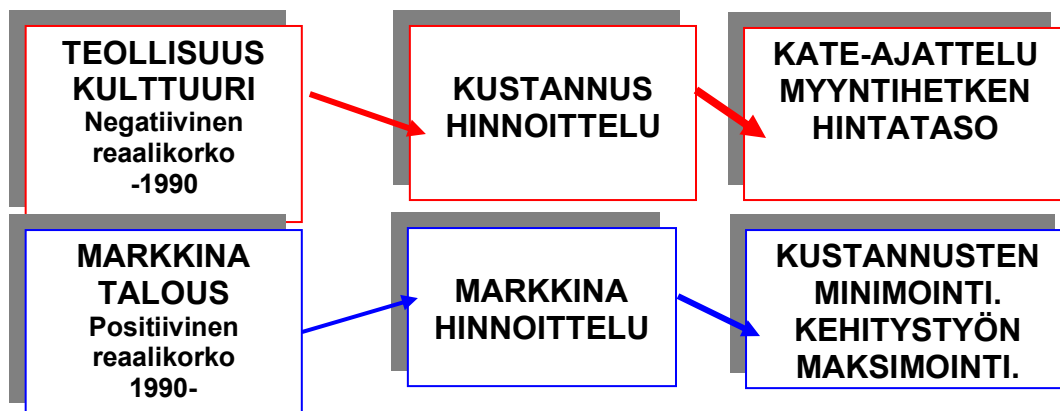 TEOLLISUUS
KULTTUURI
Negatiivinen
reaalikorko
-1990
KUSTANNUS
HINNOITTELU
KATE-AJATTELU
MYYNTIHETKEN
HINTATASO
MARKKINA
TALOUS
Positiivinen
reaalikorko
1990-
MARKKINA
HINNOITTELU
KUSTANNUSTEN
MINIMOINTI.
KEHITYSTYÖN
MAKSIMOINTI.